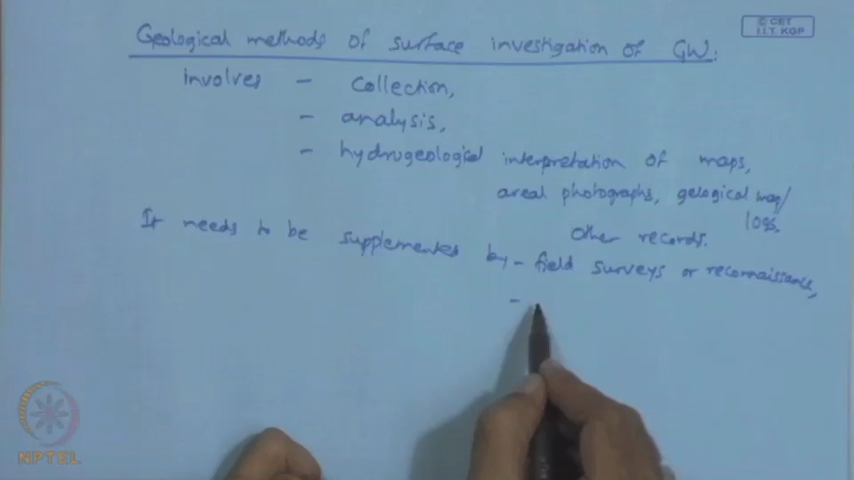 © CET
I.I.T. KGP
Geological methods of surface investigation of GW:
involves - Collection,
- analysis,
- hydrogeological interpretation of maps,
areal photographs, gelogical map/
logs.
Other records.
It needs to be supplemented by - field surveys or reconnaissance,
-
NPTEL